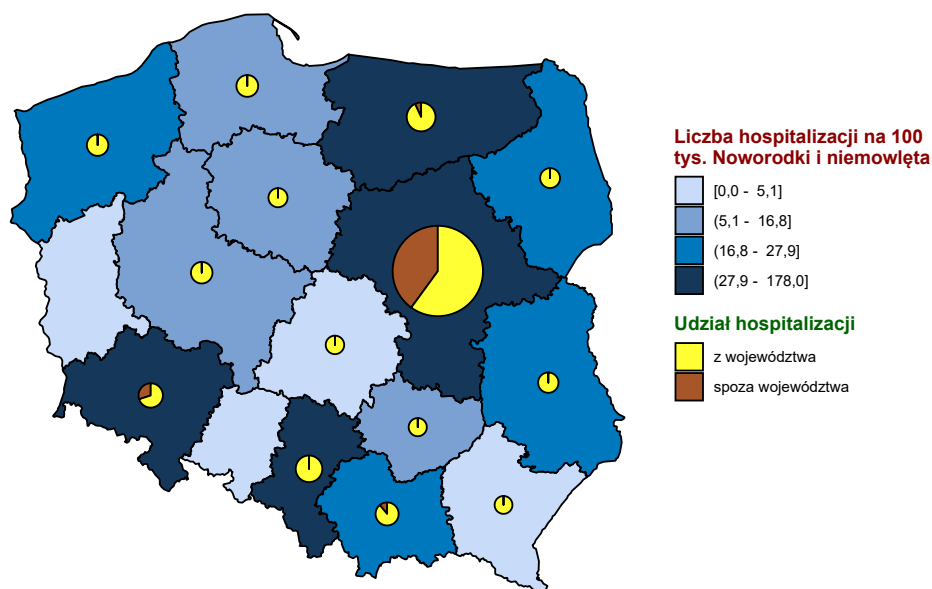 Liczba hospitalizacji na 100
tys. Noworodki i niemowlęta
[0,0 - 5,1]
(5,1 - 16,8]
(16,8 - 27,9]
(27,9 - 178,0]
Udział hospitalizacji
z województwa
spoza województwa